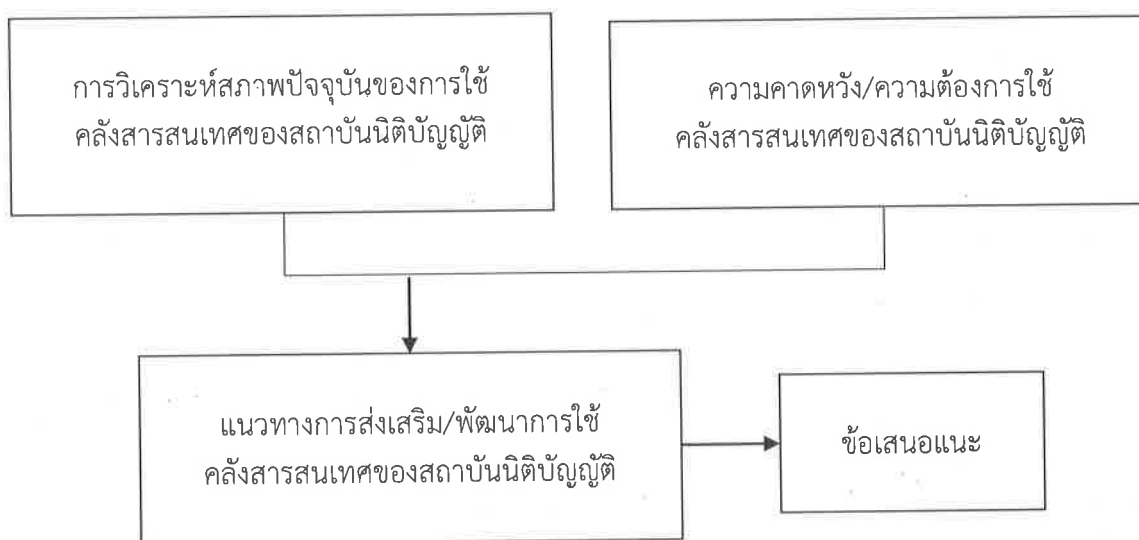 การวิเคราะห์สภาพปัจจุบันของการใช้
คลังสารสนเทศของสถาบันนิติบัญญัติ
ความคาดหวัง/ความต้องการใช้
คลังสารสนเทศของสถาบันนิติบัญญัติ
แนวทางการส่งเสริม/พัฒนาการใช้
คลังสารสนเทศของสถาบันนิติบัญญัติ
ข้อเสนอแนะ